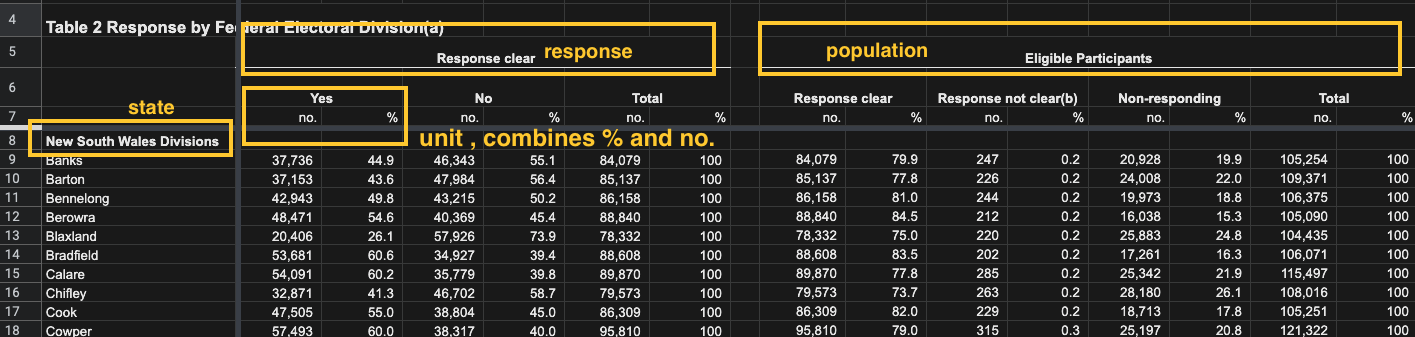 4 Table 2 Response by Federal Electoral Division(a)
5 Response clear response population Eligible Participants
6 Yes No Total Response clear Response not clear(b) Non-responding Total
state
7 no. % no. % no. % no. % no. % no. % no. %
8 New South Wales Divisions unit , combines % and no.
9 Banks 37,736 44.9 46,343 55.1 84,079 100 84,079 79.9 247 0.2 20,928 19.9 105,254 100
10 Barton 37,153 43.6 47,984 56.4 85,137 100 85,137 77.8 226 0.2 24,008 22.0 109,371 100
11 Bennelong 42,943 49.8 43,215 50.2 86,158 100 86,158 81.0 244 0.2 19,973 18.8 106,375 100
12 Berowra 48,471 54.6 40,369 45.4 88,840 100 88,840 84.5 212 0.2 16,038 15.3 105,090 100
13 Blaxland 20,406 26.1 57,926 73.9 78,332 100 78,332 75.0 220 0.2 25,883 24.8 104,435 100
14 Bradfield 53,681 60.6 34,927 39.4 88,608 100 88,608 83.5 202 0.2 17,261 16.3 106,071 100
15 Calare 54,091 60.2 35,779 39.8 89,870 100 89,870 77.8 285 0.2 25,342 21.9 115,497 100
16 Chifley 32,871 41.3 46,702 58.7 79,573 100 79,573 73.7 263 0.2 28,180 26.1 108,016 100
17 Cook 47,505 55.0 38,804 45.0 86,309 100 86,309 82.0 229 0.2 18,713 17.8 105,251 100
18 Cowper 57,493 60.0 38,317 40.0 95,810 100 95,810 79.0 315 0.3 25,197 20.8 121,322 100